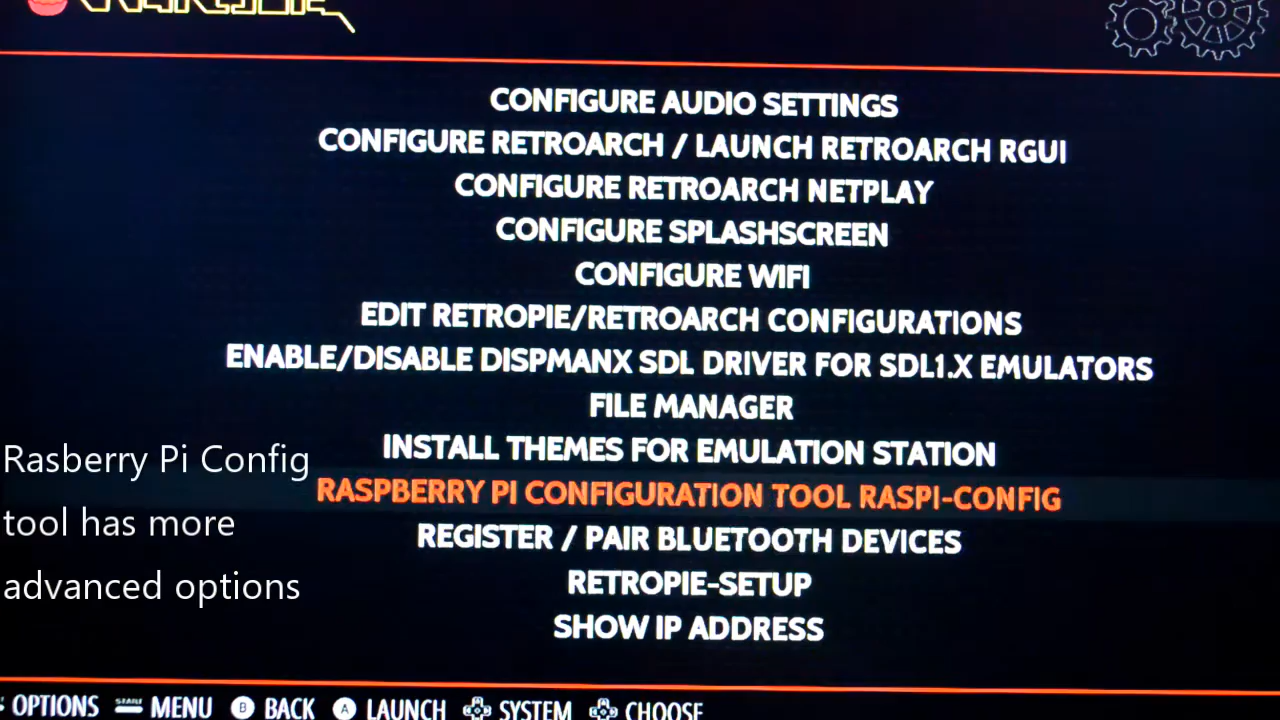 CONFIGURE AUDIO SETTINGS
CONFIGURE RETROARCH / LAUNCH RETROARCH RGUI
CONFIGURE RETROARCH NETPLAY
CONFIGURE SPLASHSCREEN
CONFIGURE WIFI
EDIT RETROPIE/RETROARCH CONFIGURATIONS
ENABLE/DISABLE DISPMANX SDL DRIVER FOR SDL1.X EMULATORS
FILE MANAGER
INSTALL THEMES FOR EMULATION STATION
RASPBERRY PI CONFIGURATION TOOL RASPI-CONFIG
REGISTER / PAIR BLUETOOTH DEVICES
RETROPIE-SETUP
SHOW IP ADDRESS
Rasberry Pi Config
tool has more
advanced options
OPTIONS START MENU B BACK A LAUNCH SYSTEM CHOOSE